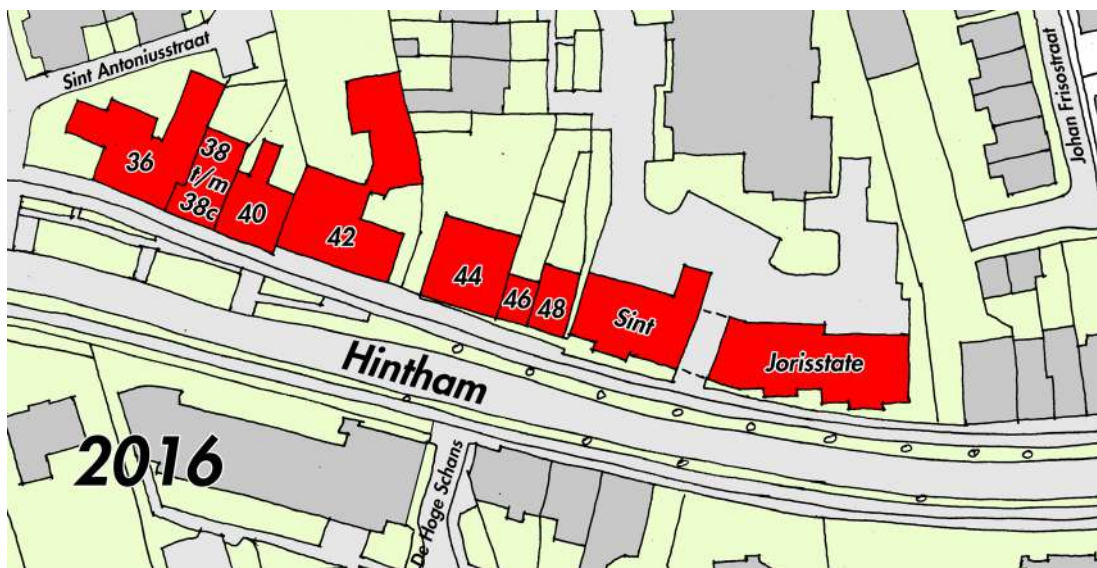 Sint Antoniusstraat
Johan Frisostraat
36
38
t/m
38c
40
42
44
46
48
Sint
Jorisstate
Hintham
2016
De Hoge Schans